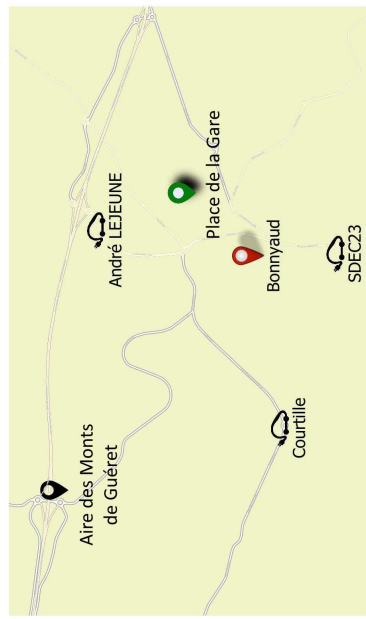 Aire des Monts
de Guéret
André LEJEUNE
Place de la Gare
Bonnyaud
Courtille
SDEC23